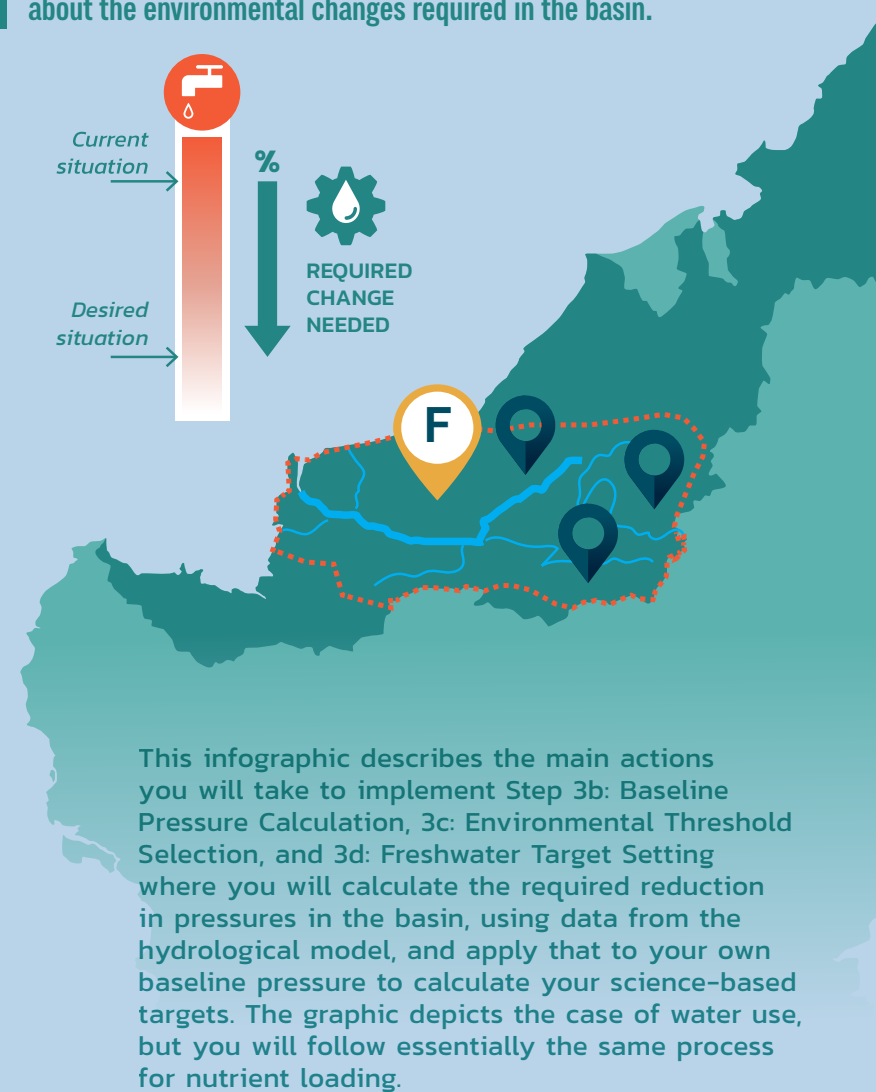 about the environmental changes required in the basin.
Current
situation
%
Desired
situation
REQUIRED
CHANGE
NEEDED
F
This infographic describes the main actions
you will take to implement Step 3b: Baseline
Pressure Calculation, 3c: Environmental Threshold
Selection, and 3d: Freshwater Target Setting
where you will calculate the required reduction
in pressures in the basin, using data from the
hydrological model, and apply that to your own
baseline pressure to calculate your science-based
targets. The graphic depicts the case of water use,
but you will follow essentially the same process
for nutrient loading.